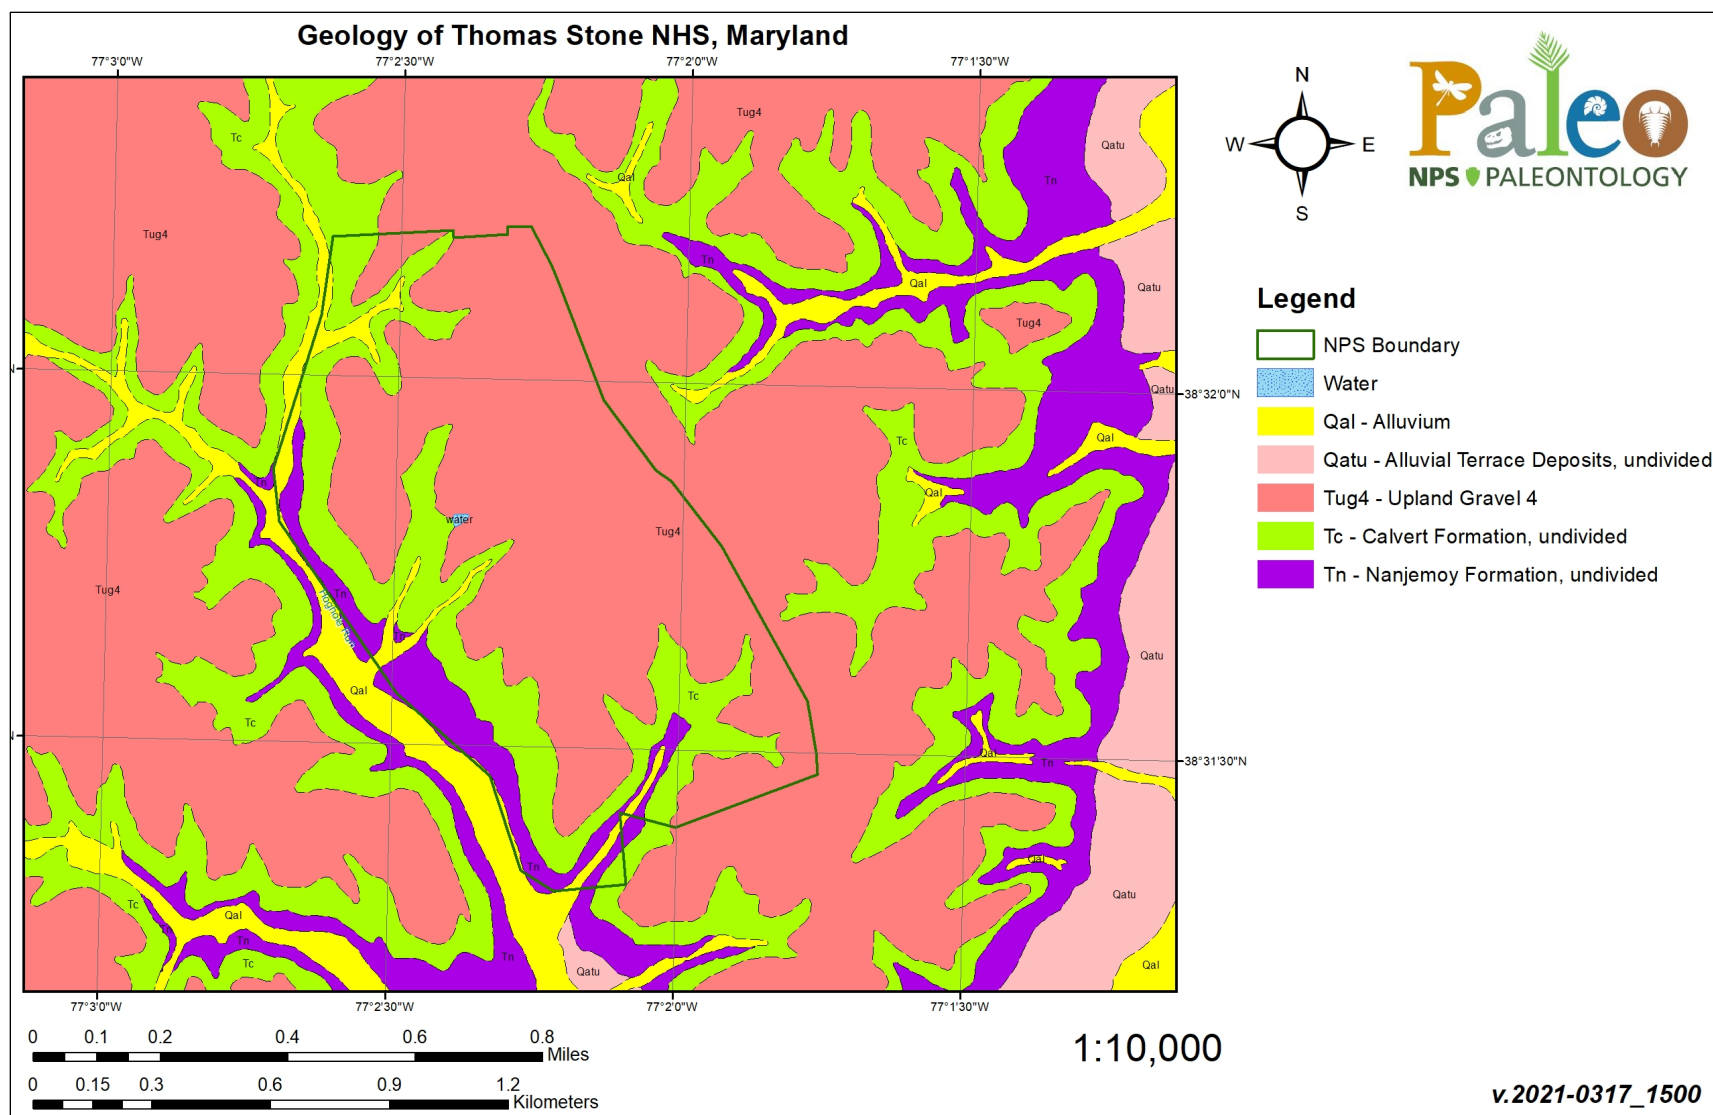 Geology of Thomas Stone NHS, Maryland
77°3'0"W 77°2'30"W 77°2'0"W 77°1'30"W
N
W E
S
Paleo
NPS PALEONTOLOGY
Tc
Tug4
Qatu
Qal
Tn
Tug4
Tn
Qal
Qatu
Tug4
N
38°32'0"N
Qatu
Qal
Tc
Tn
Qal
water
Tug4
Tug4
Tn
Hoghole Run
Tn
Qatu
Qal
Tc
Tc
N
Qal
Tn
38°31'30"N
Qal
Tn
Qatu
Tc
Qal
Tn
Tn
Tc
Tn
Qatu
Qal
77°3'0"W 77°2'30"W 77°2'0"W 77°1'30"W
Legend
NPS Boundary
Water
Qal - Alluvium
Qatu - Alluvial Terrace Deposits, undivided
Tug4 - Upland Gravel 4
Tc - Calvert Formation, undivided
Tn - Nanjemoy Formation, undivided
0 0.1 0.2 0.4 0.6 0.8
Miles
0 0.15 0.3 0.6 0.9 1.2
Kilometers
1:10,000
v.2021-0317_1500